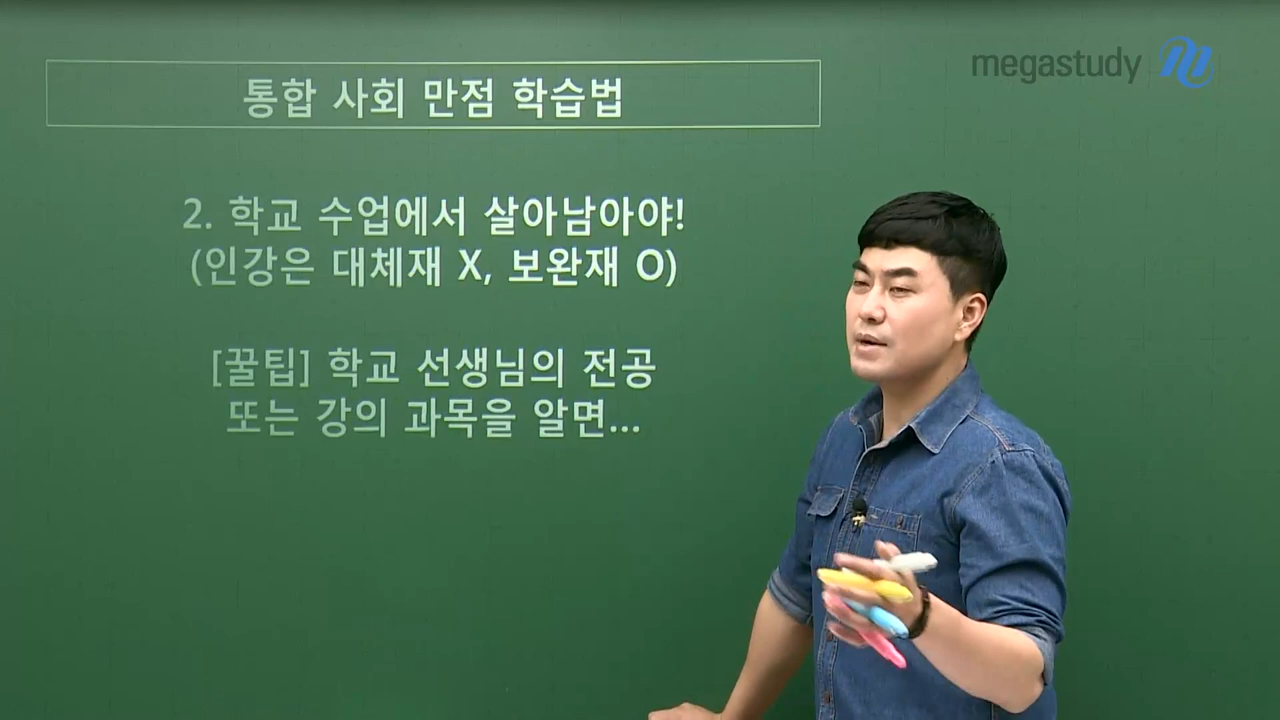 megastudy
통합 사회 만점 학습법
2. 학교 수업에서 살아남아야!
(인강은 대체재 X, 보완재 O)
[꿀팁] 학교 선생님의 전공
또는 강의 과목을 알면...